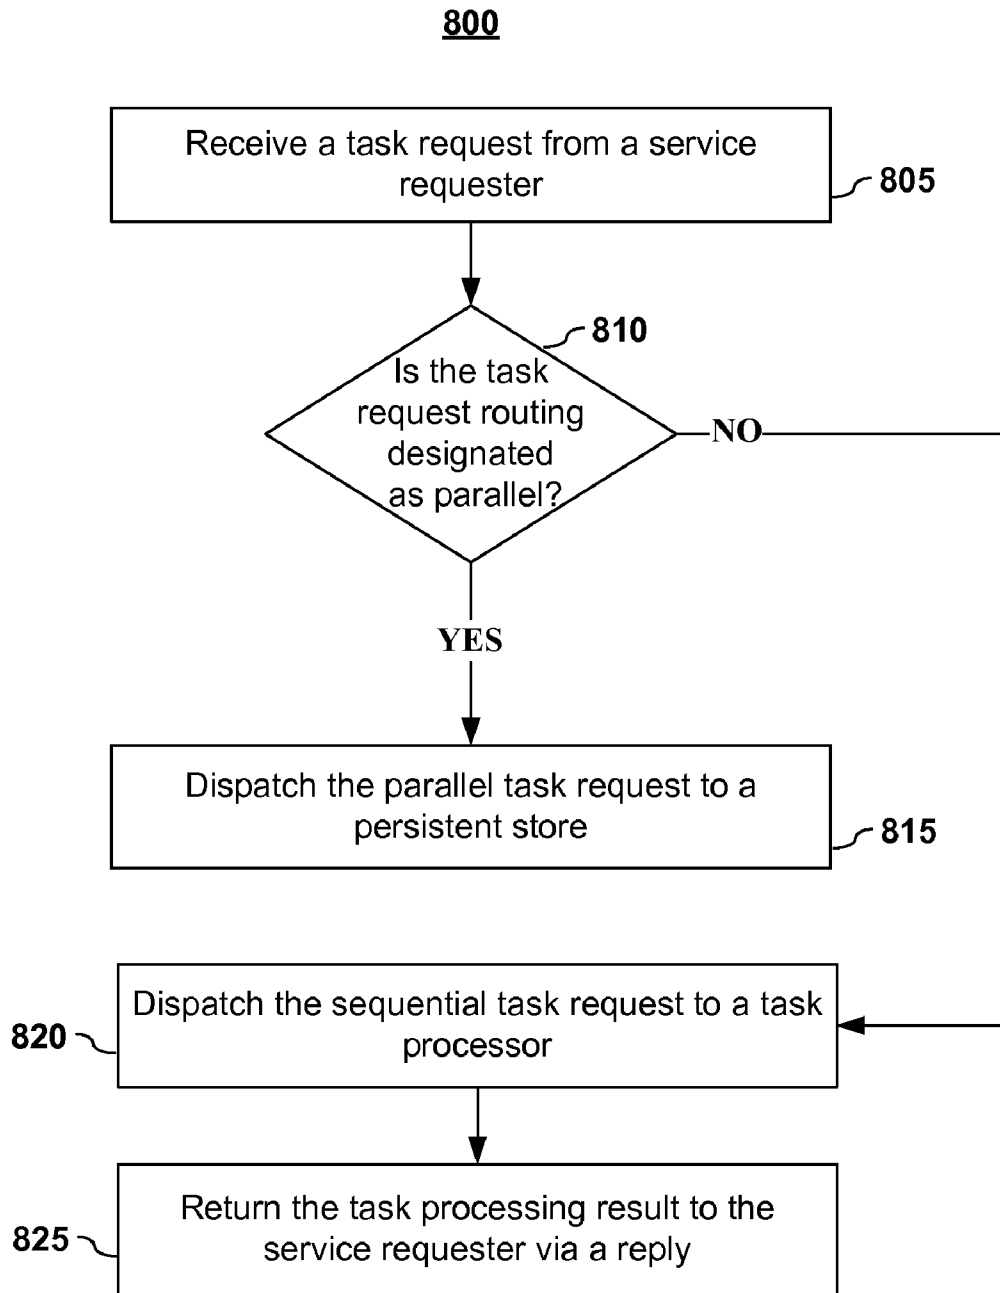 800
Receive a task request from a service
requester
805
810
Is the task
request routing
designated
as parallel?
NO
YES
Dispatch the parallel task request to a
persistent store
815
Dispatch the sequential task request to a task
processor
820
Return the task processing result to the
service requester via a reply
825